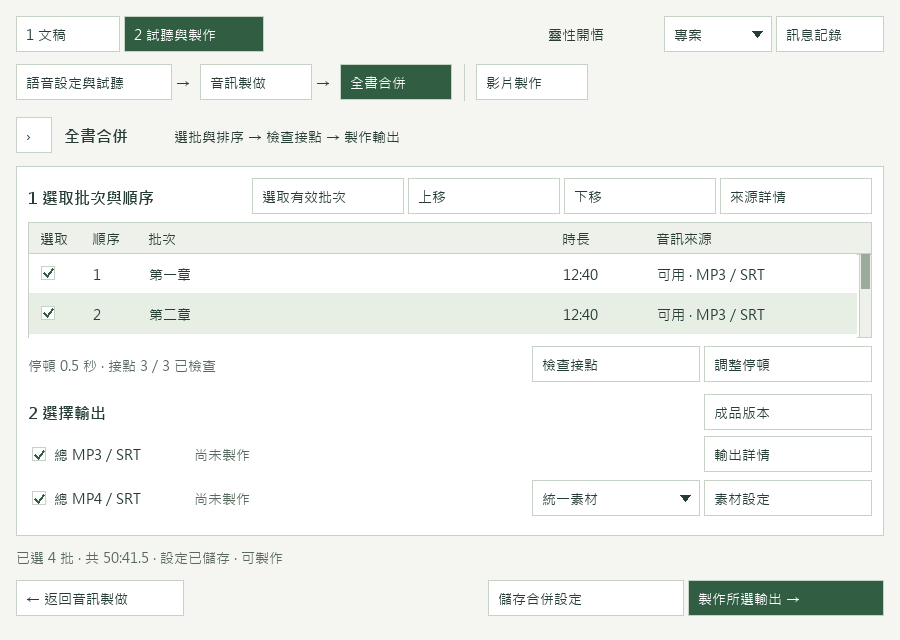 1 文稿 2 試聽與製作 靈性開悟 專案 訊息記錄
語音設定與試聽 → 音訊製做 → 全書合併 影片製作
› 全書合併 選批與排序 → 檢查接點 → 製作輸出
1 選取批次與順序 選取有效批次 上移 下移 來源詳情
選取 順序 批次 時長 音訊來源
1 第一章 12:40 可用 · MP3 / SRT
2 第二章 12:40 可用 · MP3 / SRT
停頓 0.5 秒 · 接點 3 / 3 已檢查 檢查接點 調整停頓
2 選擇輸出 成品版本
總 MP3 / SRT 尚未製作 輸出詳情
總 MP4 / SRT 尚未製作 統一素材 素材設定
已選 4 批 · 共 50:41.5 · 設定已儲存 · 可製作
← 返回音訊製做 儲存合併設定 製作所選輸出 →